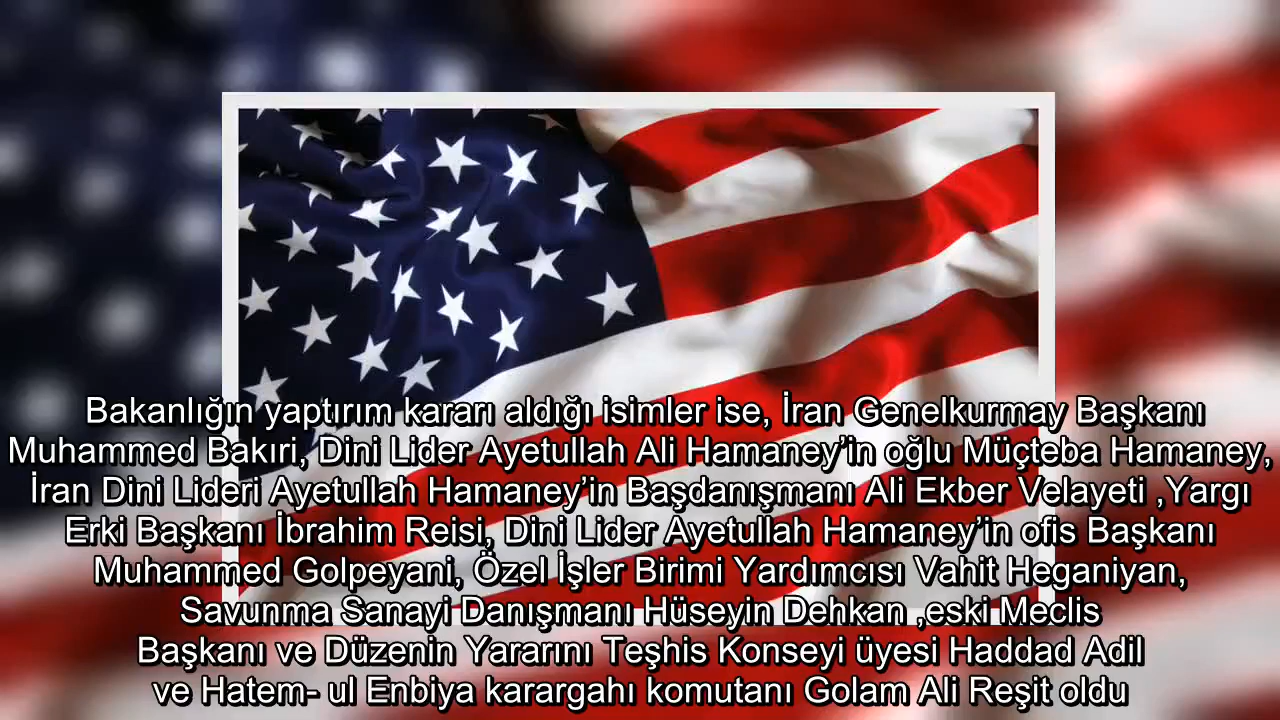 Bakanlığın yaptırım kararı aldığı isimler ise, İran Genelkurmay Başkanı
Muhammed Bakıri, Dini Lider Ayetullah Ali Hamaney’in oğlu Müçteba Hamaney,
İran Dini Lideri Ayetullah Hamaney’in Başdanışmanı Ali Ekber Velayeti ,Yargı
Erki Başkanı İbrahim Reisi, Dini Lider Ayetullah Hamaney’in ofis Başkanı
Muhammed Golpeyani, Özel İşler Birimi Yardımcısı Vahit Heganiyan,
Savunma Sanayi Danışmanı Hüseyin Dehkan ,eski Meclis
Başkanı ve Düzenin Yararını Teşhis Konseyi üyesi Haddad Adil
ve Hatem- ul Enbiya karargahı komutanı Golam Ali Reşit oldu